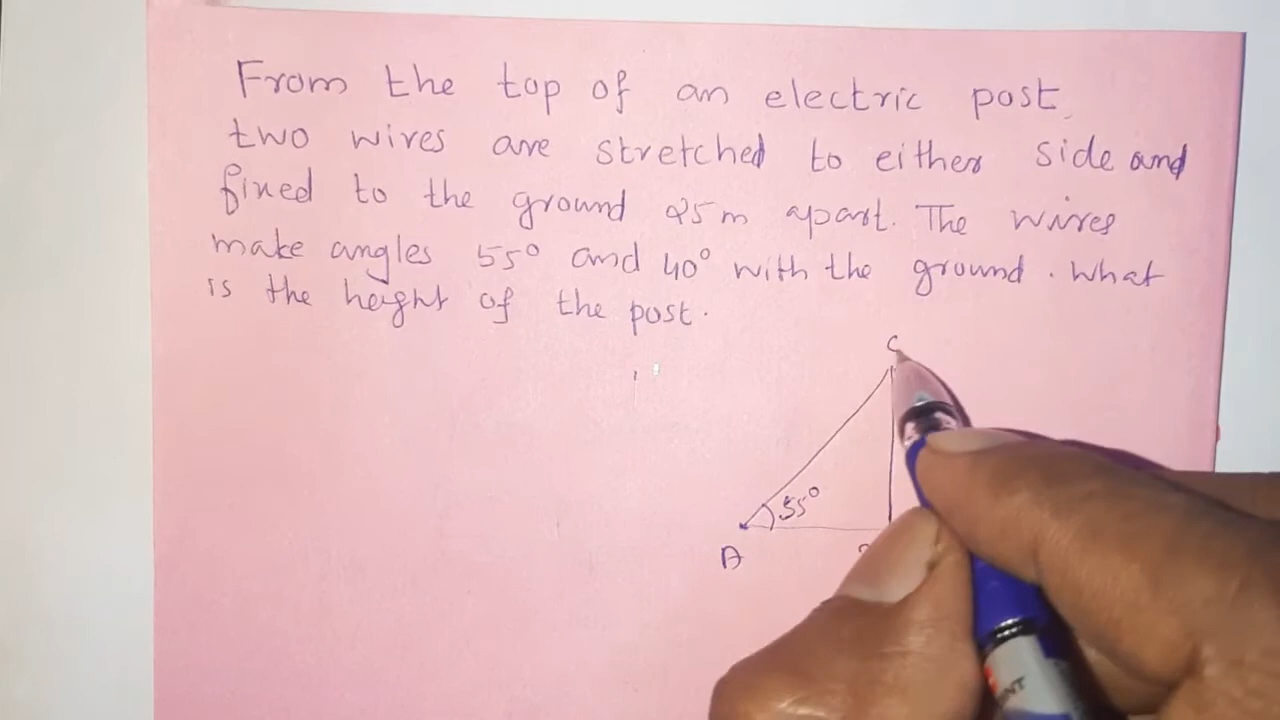 From the top of an electric post,
two wires are stretched to either side and
fixed to the ground 25m apart. The wires
make angles 55° and 40° with the ground. What
is the height of the post.
C
55°
A